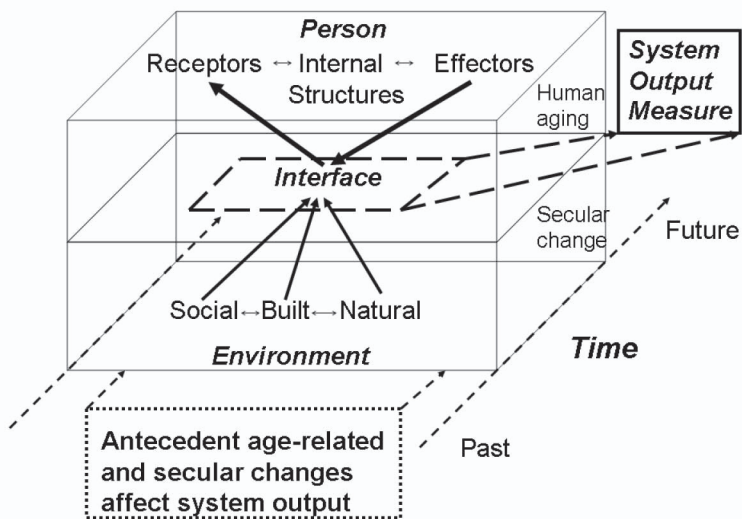 Person
Receptors ↔ Internal ↔ Effectors
Structures
System
Output
Measure
Human
aging
Interface
Secular
change
Future
Social↔Built↔Natural
Environment
Time
Past
Antecedent age-related
and secular changes
affect system output